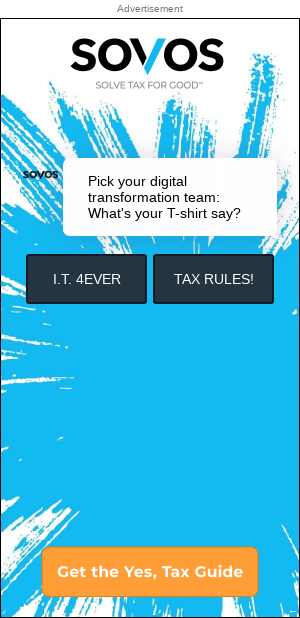 Advertisement
SOVOS
SOLVE TAX FOR GOOD™
SOVOS
Pick your digital
transformation team:
What's your T-shirt say?
I.T. 4EVER
TAX RULES!
Get the Yes, Tax Guide